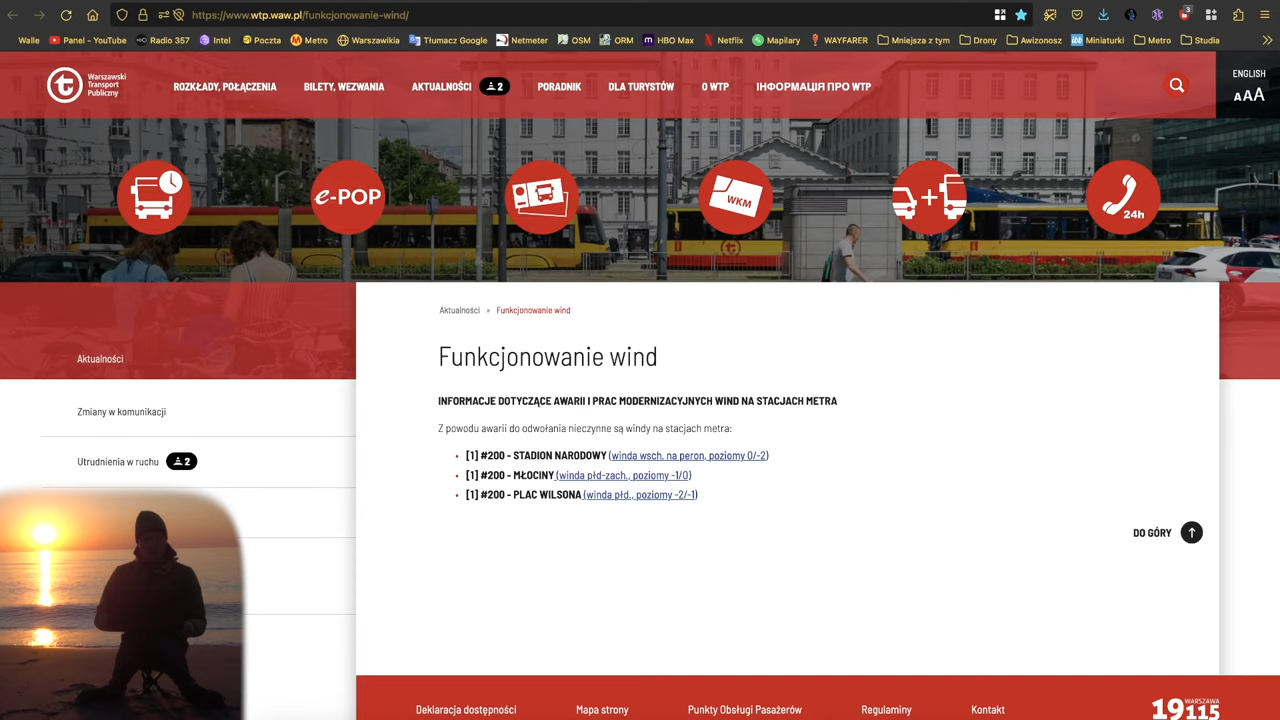 https://www.wtp.waw.pl/funkcjonowanie-wind/
3
Walle
Panel - YouTube
Radio 357
Intel
Poczta
Metro
Warszawikia
Tłumacz Google
Netmeter
OSM
ORM
HBO Max
Netflix
Mapilary
WAYFARER
Mniejsza z tym
Drony
Awizonosz
Miniaturki
Metro
Studia
Warszawski
Transport
Publiczny
ROZKŁADY, POŁĄCZENIA
BILETY, WEZWANIA
AKTUALNOŚCI 2
PORADNIK
DLA TURYSTÓW
O WTP
ІНФОРМАЦІЯ ПРО WTP
ENGLISH
AAA
e-POP
WKM
24h
Aktualności » Funkcjonowanie wind
Aktualności
Funkcjonowanie wind
INFORMACJE DOTYCZĄCE AWARII I PRAC MODERNIZACYJNYCH WIND NA STACJACH METRA
Zmiany w komunikacji
Z powodu awarii do odwołania nieczynne są windy na stacjach metra:
[1] #200 - STADION NARODOWY (winda wsch. na peron, poziomy 0/-2)
Utrudnienia w ruchu 2
[1] #200 - MŁOCINY (winda płd-zach., poziomy -1/0)
[1] #200 - PLAC WILSONA (winda płd., poziomy -2/-1)
DO GÓRY
Deklaracja dostępności
Mapa strony
Punkty Obsługi Pasażerów
Regulaminy
Kontakt
WARSZAWA
19115